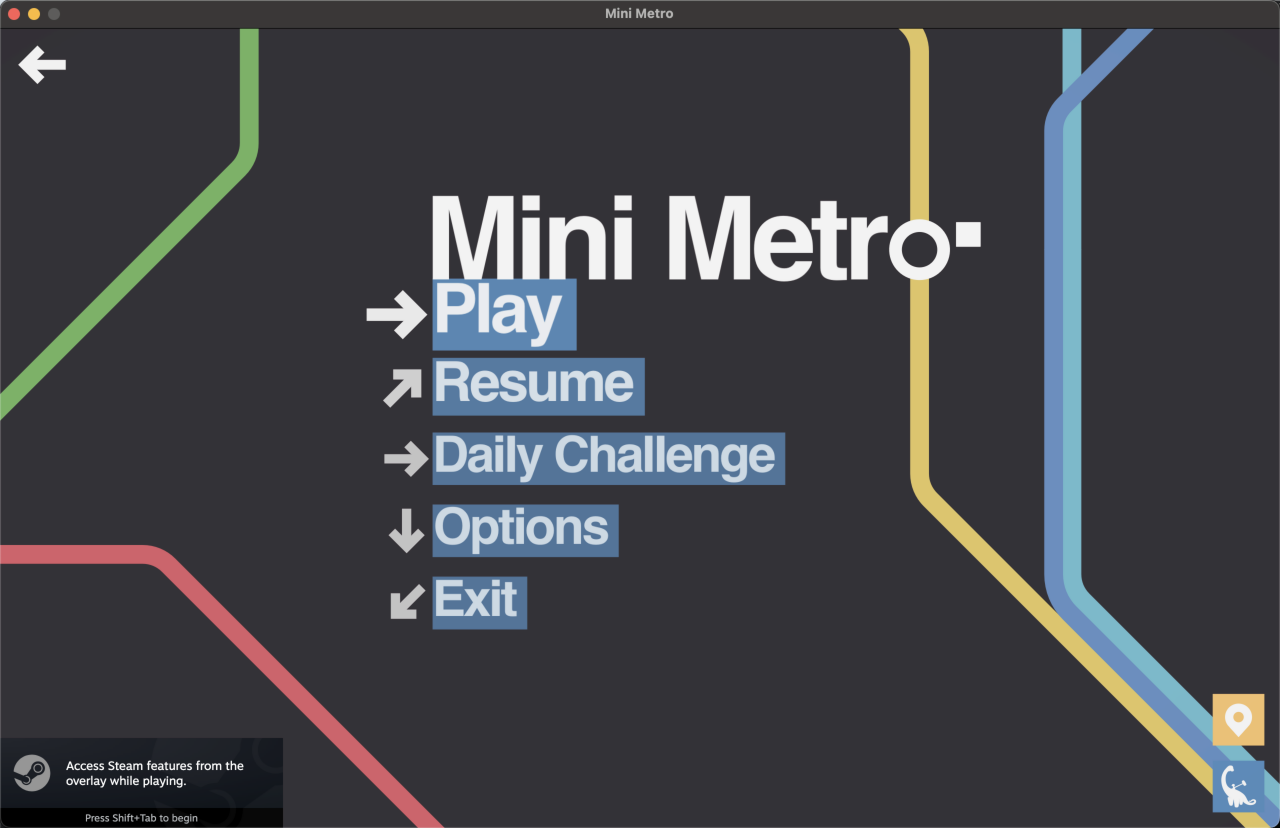 Mini Metro
Mini Metro
Play
Resume
Daily Challenge
Options
Exit
Access Steam features from the
overlay while playing.
Press Shift+Tab to begin